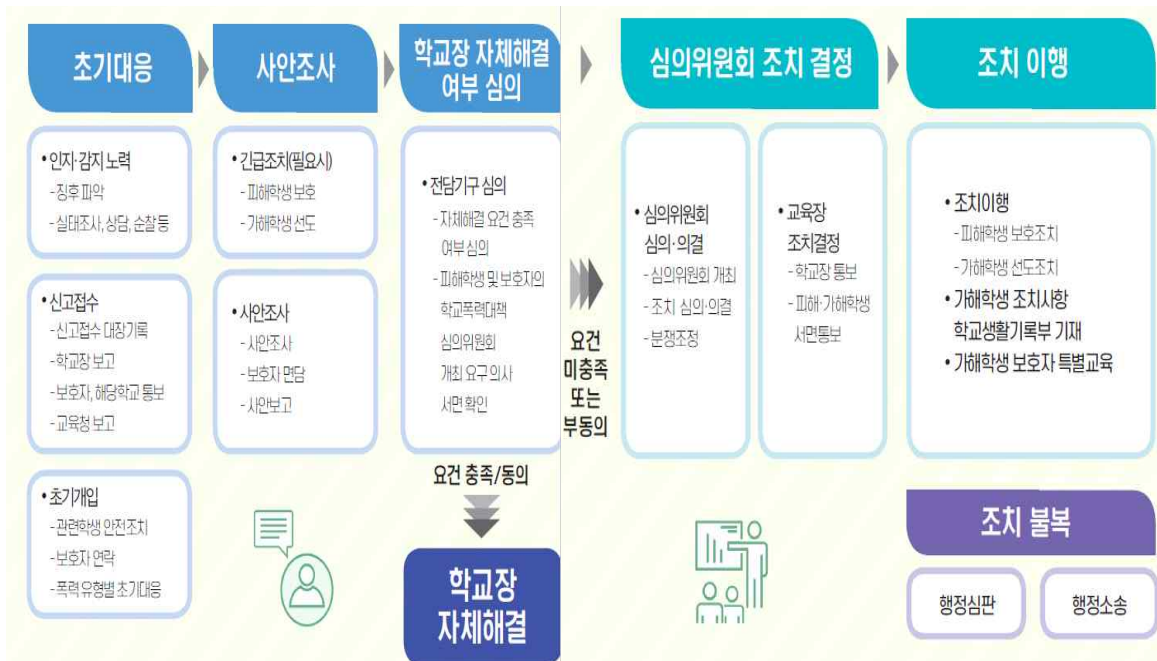 초기대응
• 인지·감지 노력
- 징후 파악
- 실태조사, 상담, 순찰 등
• 신고접수
- 신고접수 대장기록
- 학교장 보고
- 보호자, 해당학교 통보
- 교육청 보고
• 초기개입
- 관련학생 안전조치
- 보호자 연락
- 폭력 유형별 초기대응
사안조사
• 긴급조치(필요시)
- 피해학생 보호
- 가해학생 선도
• 사안조사
- 사안조사
- 보호자 면담
- 사안보고
학교장 자체해결
여부 심의
• 전담기구 심의
- 자체해결 요건 충족
여부 심의
- 피해학생 및 보호자의
학교폭력대책
심의위원회
개최 요구 의사
서면 확인
요건 충족/동의
학교장
자체해결
요건
미충족
또는
부동의
심의위원회 조치 결정
• 심의위원회
심의·의결
- 심의위원회 개최
- 조치 심의·의결
- 분쟁조정
• 교육장
조치결정
- 학교장 통보
- 피해·가해학생
서면통보
조치 이행
• 조치이행
- 피해학생 보호조치
- 가해학생 선도조치
• 가해학생 조치사항
학교생활기록부 기재
• 가해학생 보호자 특별교육
조치 불복
행정심판
행정소송